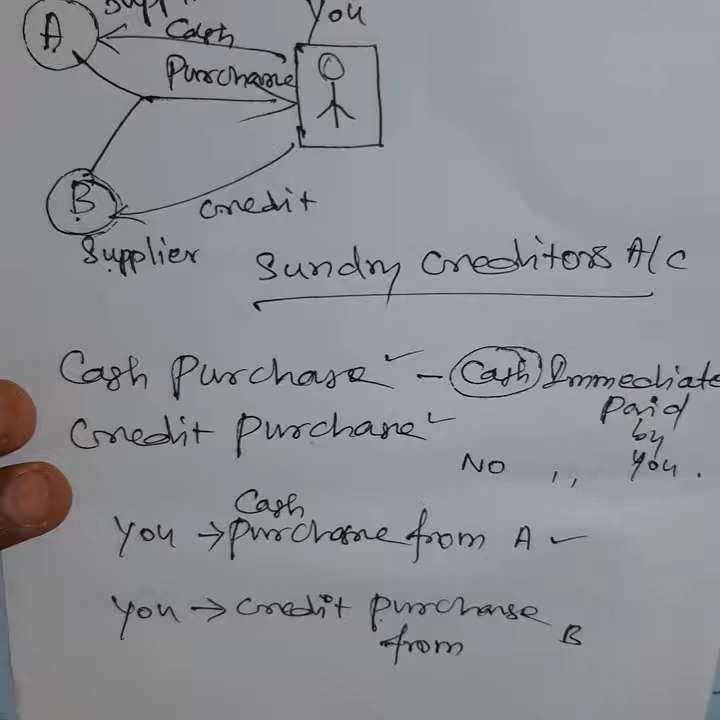 You
A
Cash
Purchase
B
credit
Supplier
Sundry creditors A/C
Cash Purchase ✓ - Cash Immediate
Paid
by
you.
Credit Purchase ✓
No ,,
Cash
You → purchase from A ✓
You → credit purchase
from B